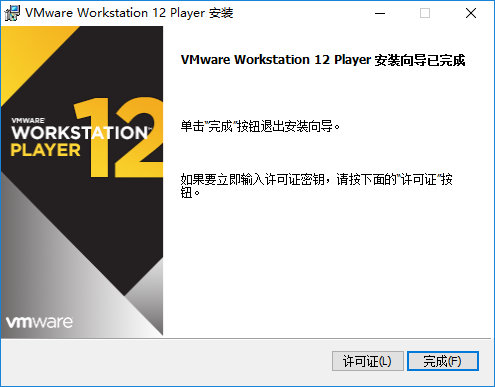 VMware Workstation 12 Player 安装
VMware Workstation 12 Player 安装向导已完成
VMWARE
WORKSTATION™
PLAYER 12
单击"完成"按钮退出安装向导。
如果要立即输入许可证密钥，请按下面的"许可证"按
钮。
vmware
许可证(L)
完成(F)